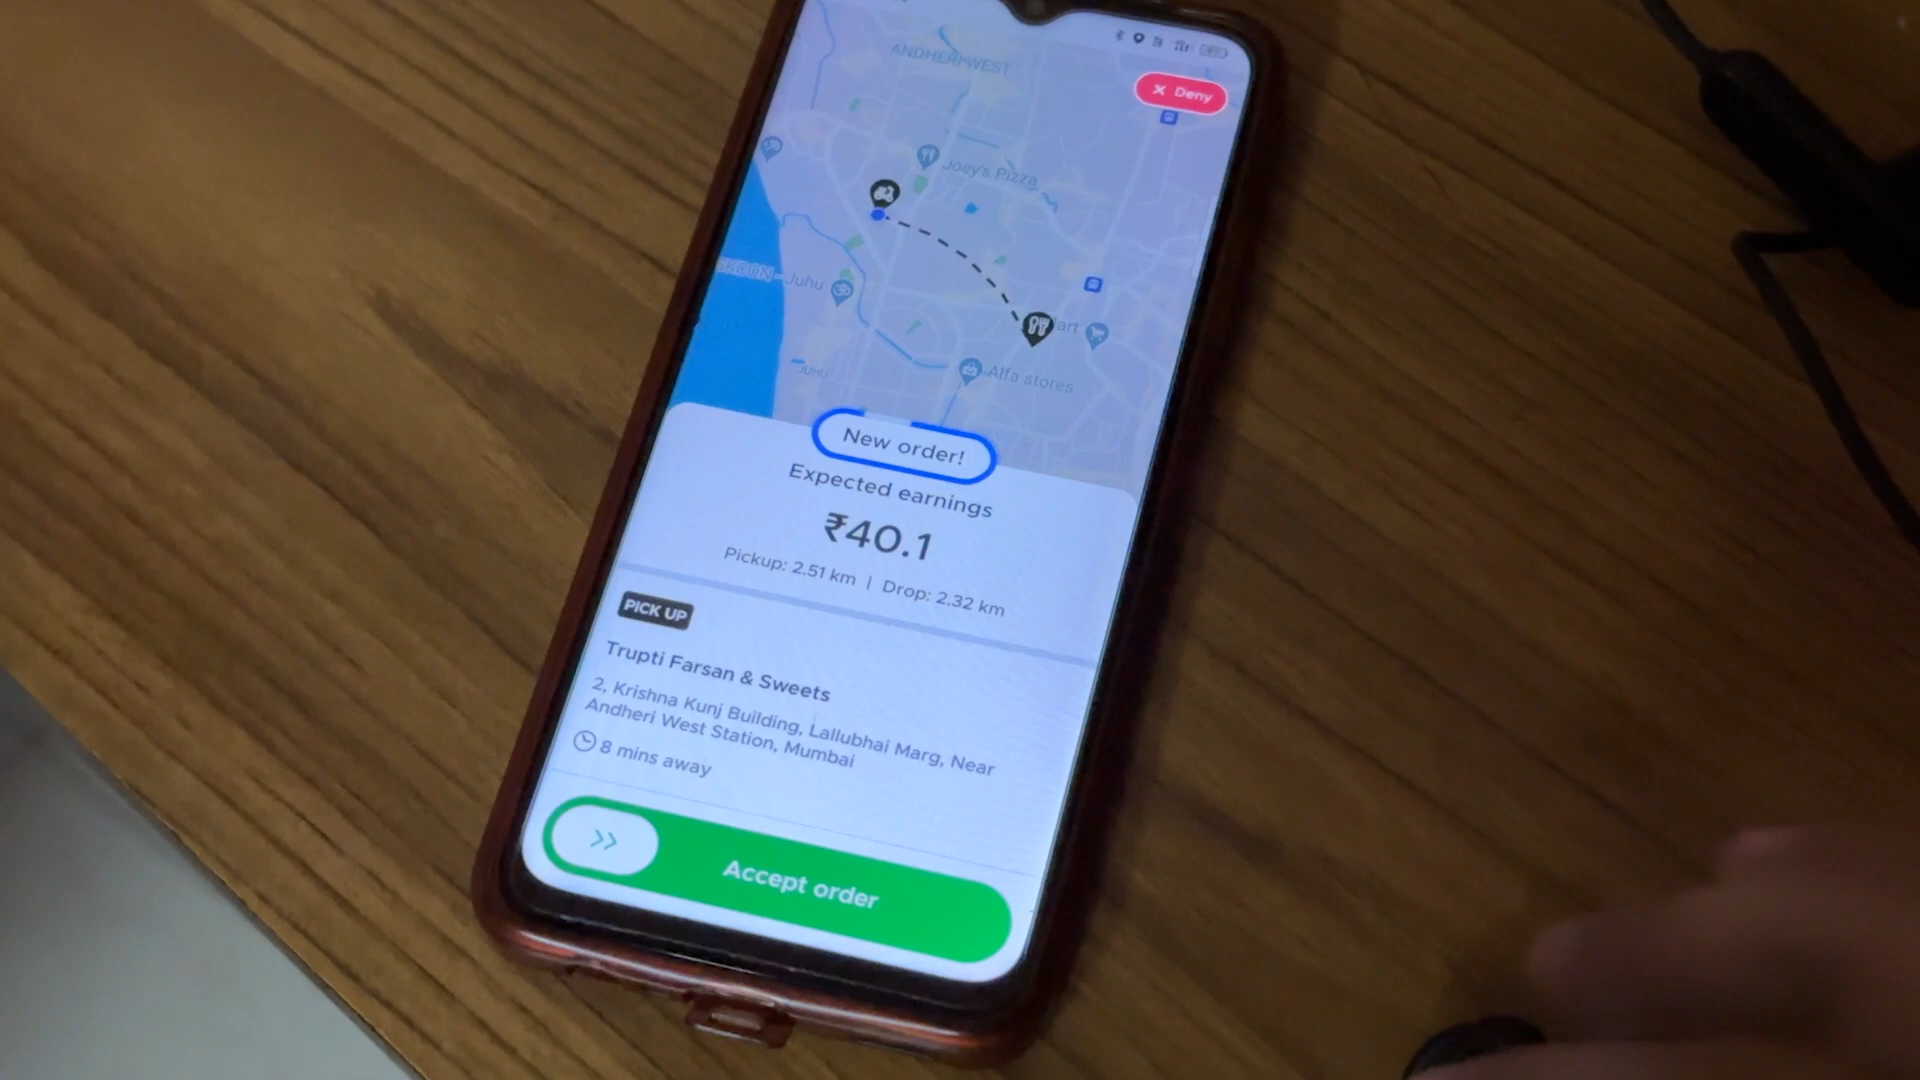 ANDHERI WEST
× Deny
Joey's Pizza
ISKCON - Juhu
art
JUHU
Alfa stores
New order!
Expected earnings
₹40.1
Pickup: 2.51 km | Drop: 2.32 km
PICK UP
Trupti Farsan & Sweets
2, Krishna Kunj Building, Lallubhai Marg, Near
Andheri West Station, Mumbai
8 mins away
Accept order